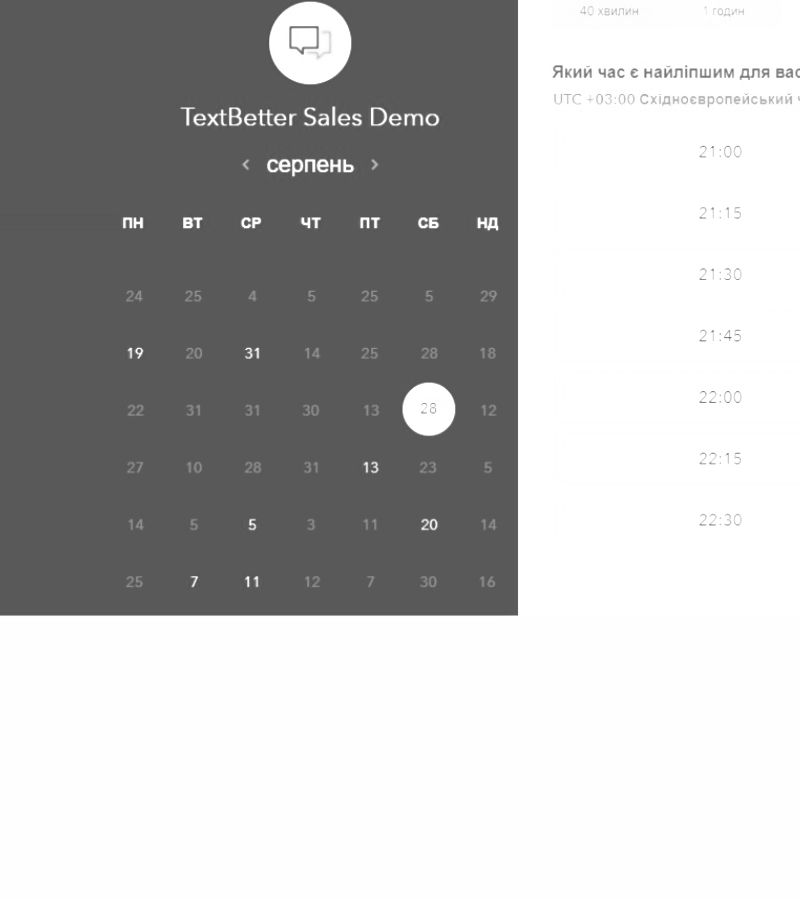 TextBetter Sales Demo
серпень
ПН ВТ СР ЧТ ПТ СБ НД
24 25 4 5 25 5 29
19 20 31 14 25 28 18
22 31 31 30 13 28 12
27 10 28 31 13 23 5
14 5 5 3 11 20 14
25 7 11 12 7 30 16
40 хвилин 1 годин
Який час є найліпшим для вас
UTC +03:00 Східноєвропейський
21:00
21:15
21:30
21:45
22:00
22:15
22:30